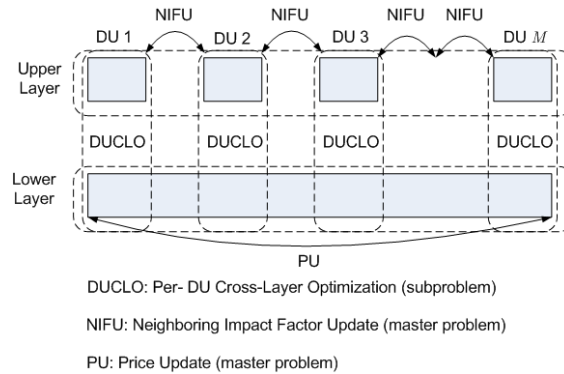 NIFU NIFU NIFU NIFU
DU 1 DU 2 DU 3 DU M
Upper
Layer
DUCLO DUCLO DUCLO DUCLO
Lower
Layer
PU
DUCLO: Per- DU Cross-Layer Optimization (subproblem)
NIFU: Neighboring Impact Factor Update (master problem)
PU: Price Update (master problem)